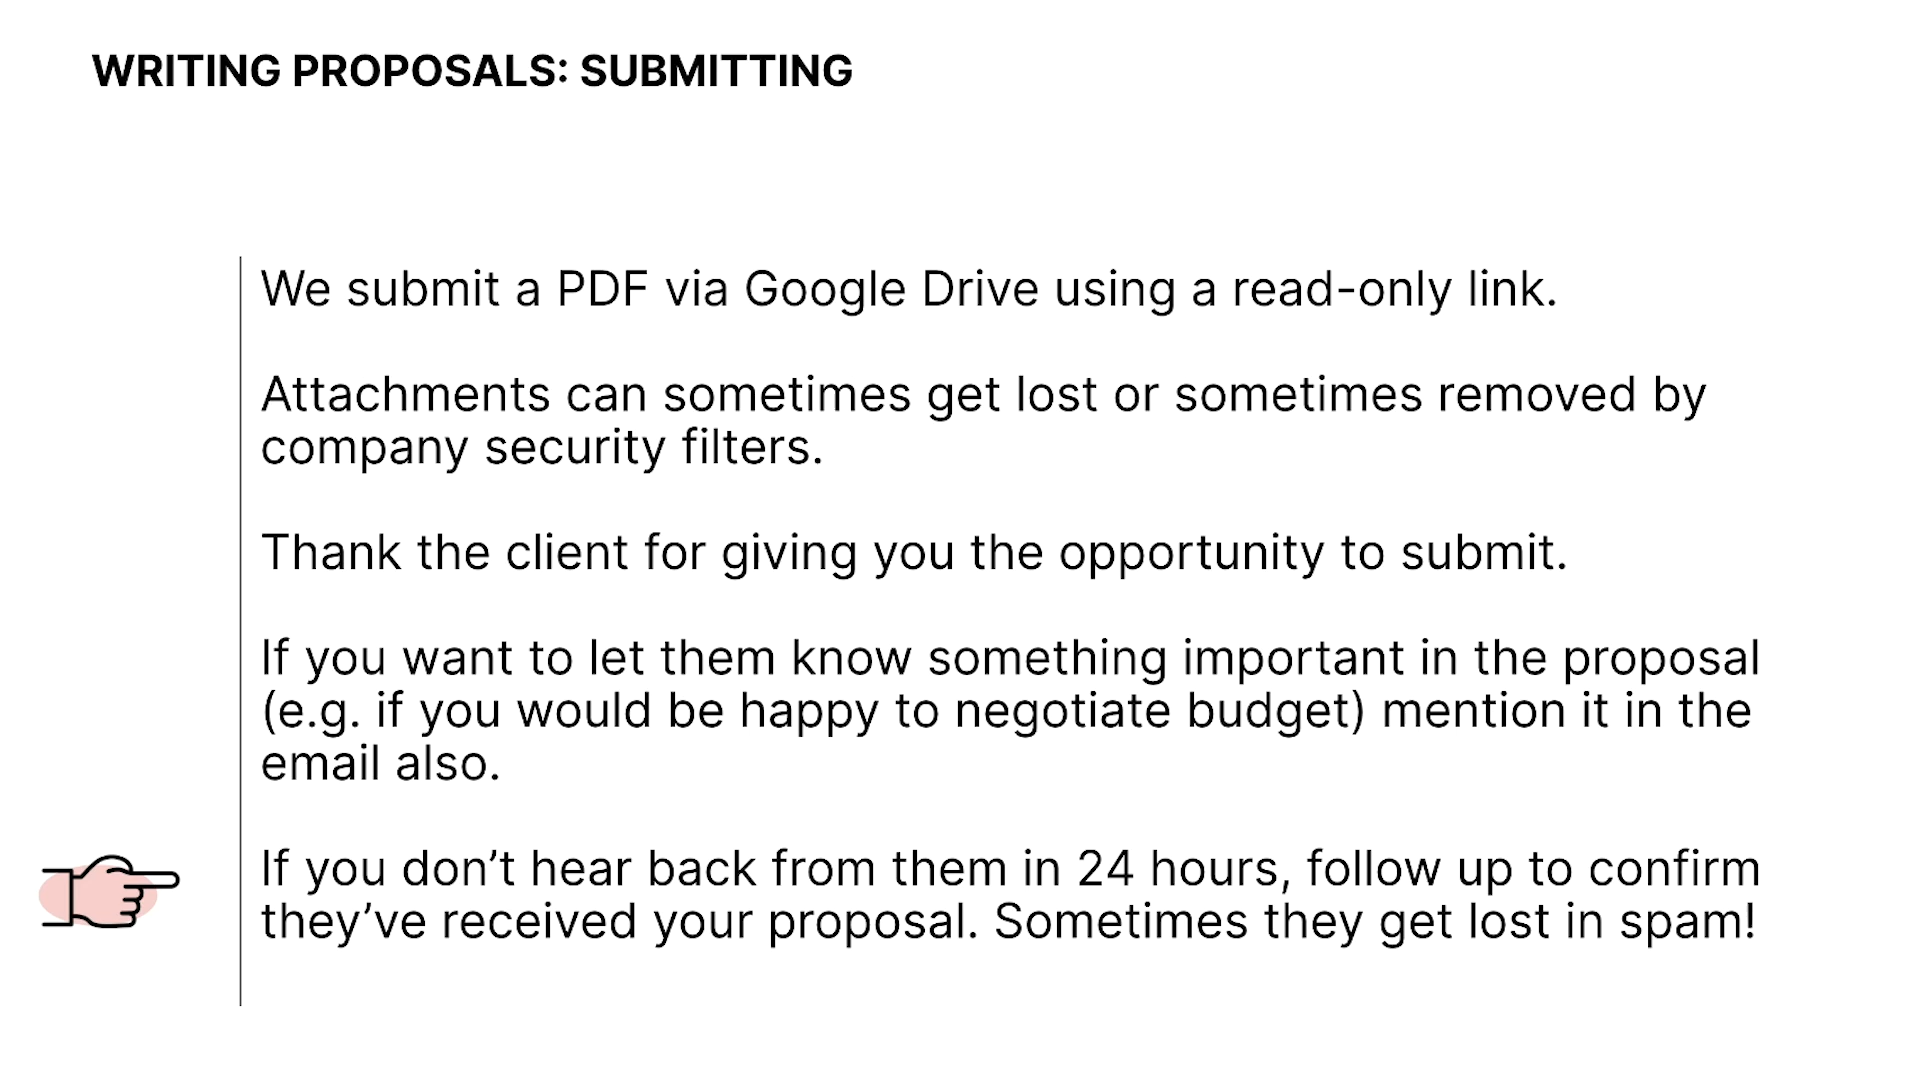 WRITING PROPOSALS: SUBMITTING
We submit a PDF via Google Drive using a read-only link.
Attachments can sometimes get lost or sometimes removed by
company security filters.
Thank the client for giving you the opportunity to submit.
If you want to let them know something important in the proposal
(e.g. if you would be happy to negotiate budget) mention it in the
email also.
If you don’t hear back from them in 24 hours, follow up to confirm
they’ve received your proposal. Sometimes they get lost in spam!